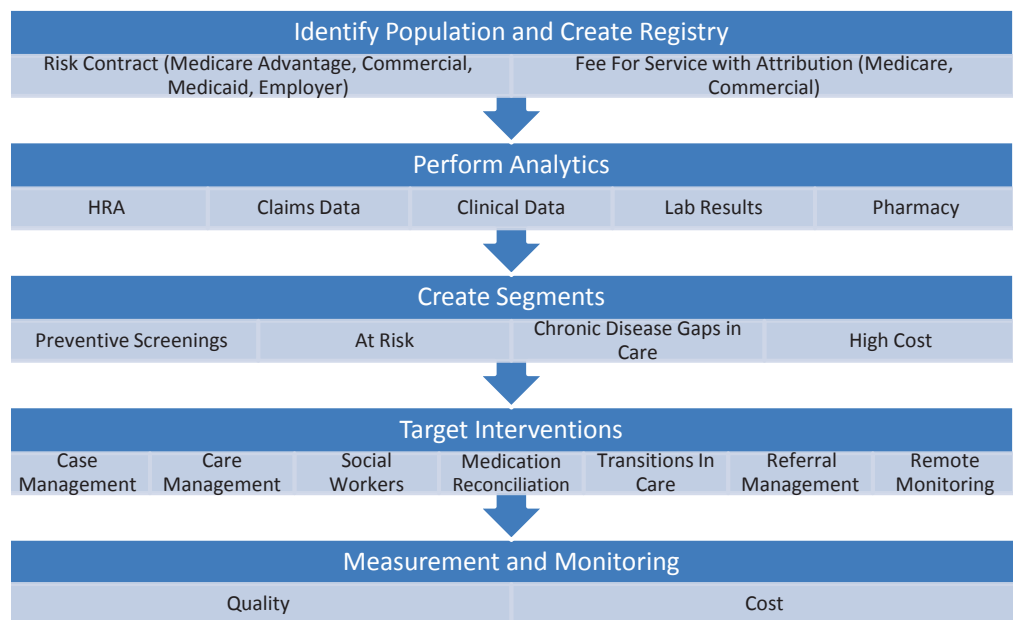 Identify Population and Create Registry
Risk Contract (Medicare Advantage, Commercial,
Medicaid, Employer)
Fee For Service with Attribution (Medicare,
Commercial)
Perform Analytics
HRA
Claims Data
Clinical Data
Lab Results
Pharmacy
Create Segments
Preventive Screenings
At Risk
Chronic Disease Gaps in
Care
High Cost
Target Interventions
Case
Management
Care
Management
Social
Workers
Medication
Reconciliation
Transitions In
Care
Referral
Management
Remote
Monitoring
Measurement and Monitoring
Quality
Cost